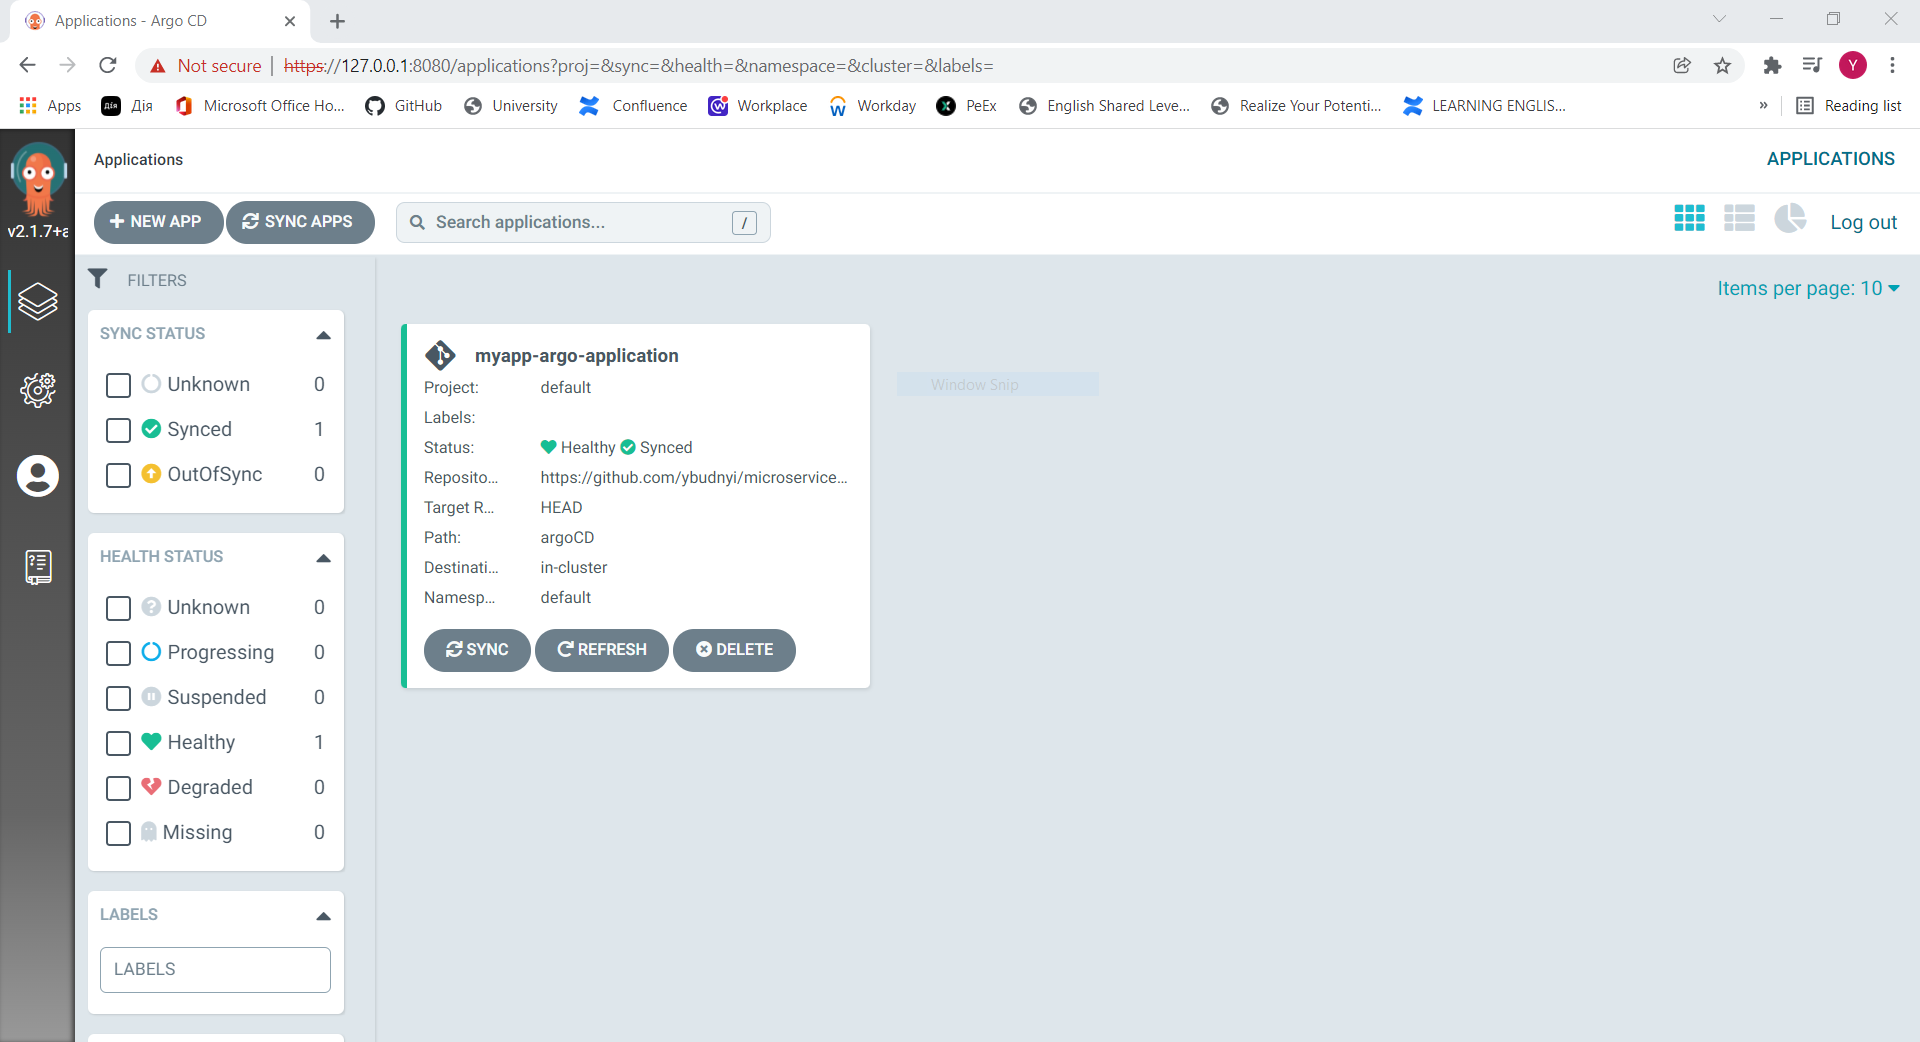 Applications - Argo CD
Not secure | https://127.0.0.1:8080/applications?proj=&sync=&health=&namespace=&cluster=&labels=
Y
Apps Дія Microsoft Office Ho... GitHub University Confluence Workplace Workday PeEx English Shared Leve... Realize Your Potenti... LEARNING ENGLIS... » Reading list
Applications
APPLICATIONS
v2.1.7+a
NEW APP
SYNC APPS
Search applications...
/
Log out
FILTERS
Items per page: 10
SYNC STATUS
Unknown 0
Synced 1
OutOfSync 0
HEALTH STATUS
Unknown 0
Progressing 0
Suspended 0
Healthy 1
Degraded 0
Missing 0
LABELS
LABELS
myapp-argo-application
Project: default
Labels:
Status: Healthy Synced
Reposito... https://github.com/ybudnyi/microservice...
Target R... HEAD
Path: argoCD
Destinati... in-cluster
Namesp... default
SYNC
REFRESH
DELETE
Window Snip